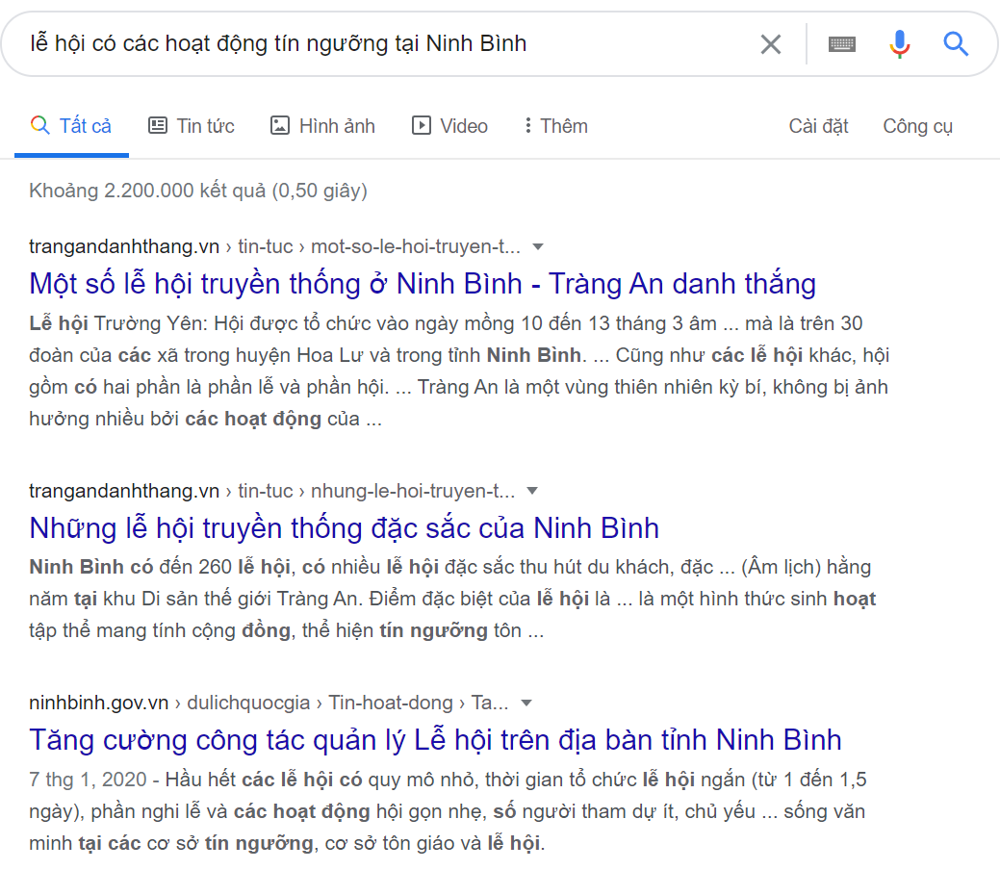 lễ hội có các hoạt động tín ngưỡng tại Ninh Bình
Tất cả Tin tức Hình ảnh Video Thêm Cài đặt Công cụ
Khoảng 2.200.000 kết quả (0,50 giây)
trangandanhthang.vn › tin-tuc › mot-so-le-hoi-truyen-t...
Một số lễ hội truyền thống ở Ninh Bình - Tràng An danh thắng
Lễ hội Trường Yên: Hội được tổ chức vào ngày mồng 10 đến 13 tháng 3 âm ... mà là trên 30
đoàn của các xã trong huyện Hoa Lư và trong tỉnh Ninh Bình. ... Cũng như các lễ hội khác, hội
gồm có hai phần là phần lễ và phần hội. ... Tràng An là một vùng thiên nhiên kỳ bí, không bị ảnh
hưởng nhiều bởi các hoạt động của ...
trangandanhthang.vn › tin-tuc › nhung-le-hoi-truyen-t...
Những lễ hội truyền thống đặc sắc của Ninh Bình
Ninh Bình có đến 260 lễ hội, có nhiều lễ hội đặc sắc thu hút du khách, đặc ... (Âm lịch) hằng
năm tại khu Di sản thế giới Tràng An. Điểm đặc biệt của lễ hội là ... là một hình thức sinh hoạt
tập thể mang tính cộng đồng, thể hiện tín ngưỡng tôn ...
ninhbinh.gov.vn › dulichquocgia › Tin-hoat-dong › Ta...
Tăng cường công tác quản lý Lễ hội trên địa bàn tỉnh Ninh Bình
7 thg 1, 2020 - Hầu hết các lễ hội có quy mô nhỏ, thời gian tổ chức lễ hội ngắn (từ 1 đến 1,5
ngày), phần nghi lễ và các hoạt động hội gọn nhẹ, số người tham dự ít, chủ yếu ... sống văn
minh tại các cơ sở tín ngưỡng, cơ sở tôn giáo và lễ hội.